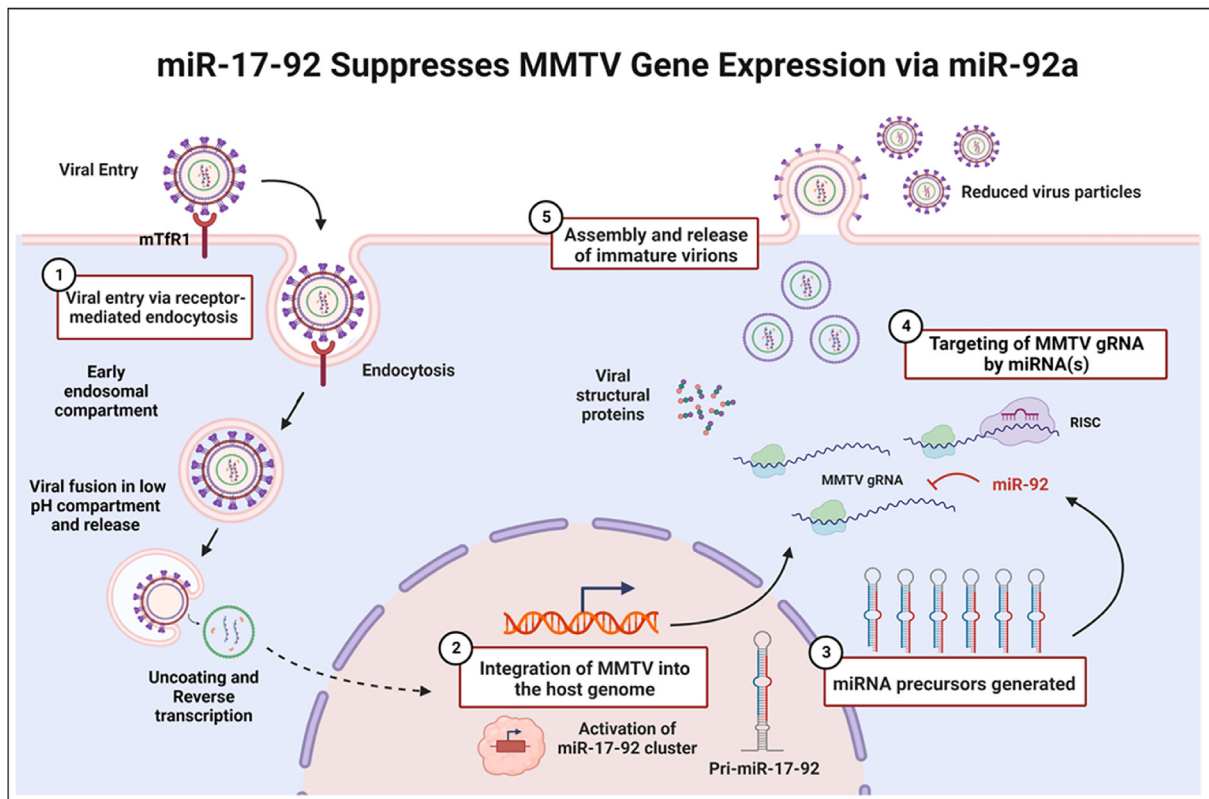 miR-17-92 Suppresses MMTV Gene Expression via miR-92a
Viral Entry
mTfR1
1
Viral entry via receptor-
mediated endocytosis
Endocytosis
Early
endosomal
compartment
Viral fusion in low
pH compartment
and release
Uncoating and
Reverse
transcription
2
Integration of MMTV into
the host genome
Activation of
miR-17-92 cluster
Pri-miR-17-92
3
miRNA precursors generated
4
Targeting of MMTV gRNA
by miRNA(s)
RISC
MMTV gRNA
miR-92
Viral
structural
proteins
5
Assembly and release
of immature virions
Reduced virus particles